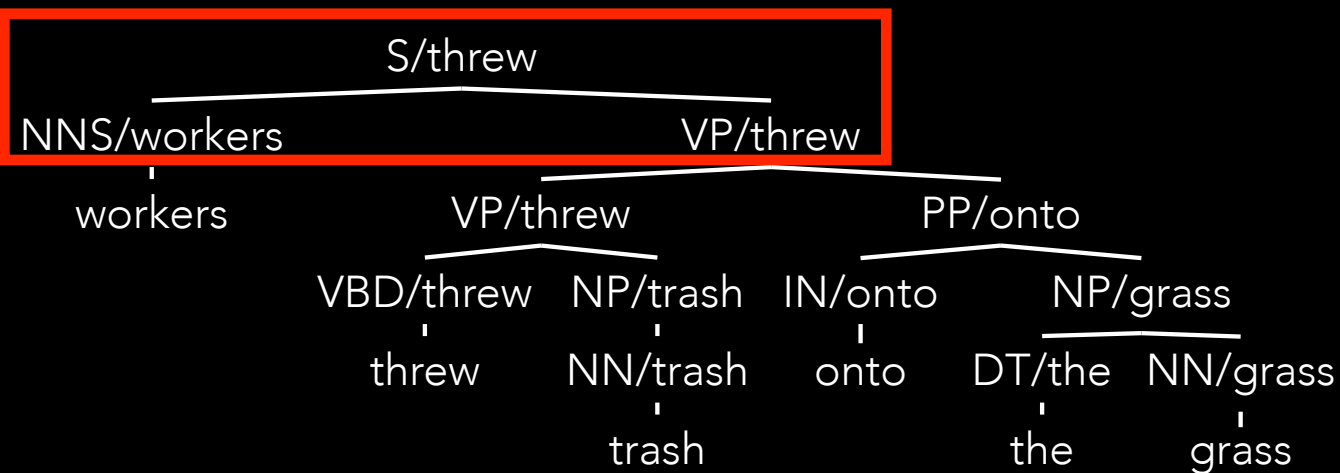 S/threw
NNS/workers VP/threw
workers VP/threw PP/onto
VBD/threw NP/trash IN/onto NP/grass
threw NN/trash onto DT/the NN/grass
trash the grass